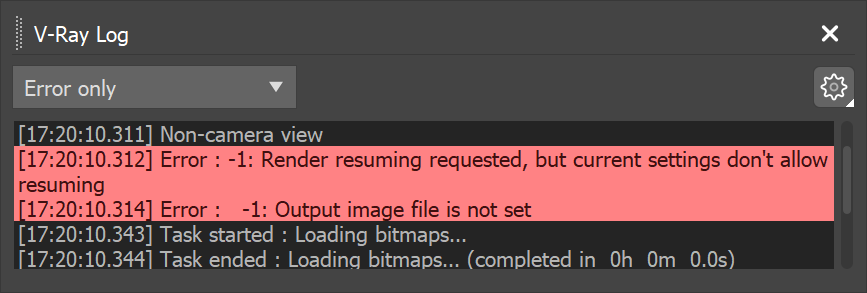 V-Ray Log
Error only
[17:20:10.311] Non-camera view
[17:20:10.312] Error : -1: Render resuming requested, but current settings don't allow
resuming
[17:20:10.314] Error :   -1: Output image file is not set
[17:20:10.343] Task started : Loading bitmaps...
[17:20:10.344] Task ended : Loading bitmaps... (completed in  0h  0m  0.0s)